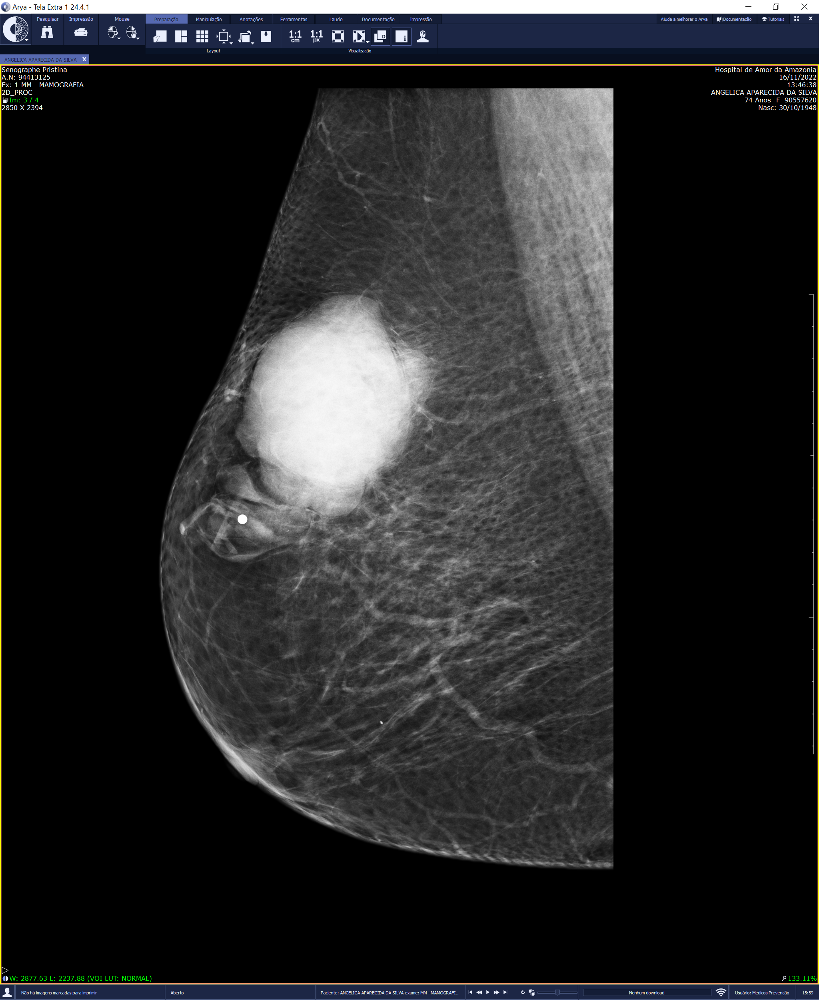 Arya - Tela Extra 1 24.4.1
Pesquisar
Impressão
Mouse
Preparação
Manipulação
Anotações
Ferramentas
Laudo
Documentação
Impressão
Ajude a melhorar o Arya
Documentação
Tutoriais
1:1 cm
1:1 px
D
i
Layout
Visualização
ANGELICA APARECIDA DA SILVA X
Senographe Pristina
A.N: 94413125
Ex: 1 MM - MAMOGRAFIA
2D_PROC
Im: 3 / 4
2850 X 2394
Hospital de Amor da Amazonia
16/11/2022
13:46:38
ANGELICA APARECIDA DA SILVA
74 Anos F 90557620
Nasc: 30/10/1948
W: 2877.63 L: 2237.88 (VOI LUT: NORMAL)
133.11%
Não há imagens marcadas para imprimir
Aberto
Paciente: ANGELICA APARECIDA DA SILVA exame: MM - MAMOGRAFI...
Nenhum download
Usuário: Medicos Prevenção
15:59